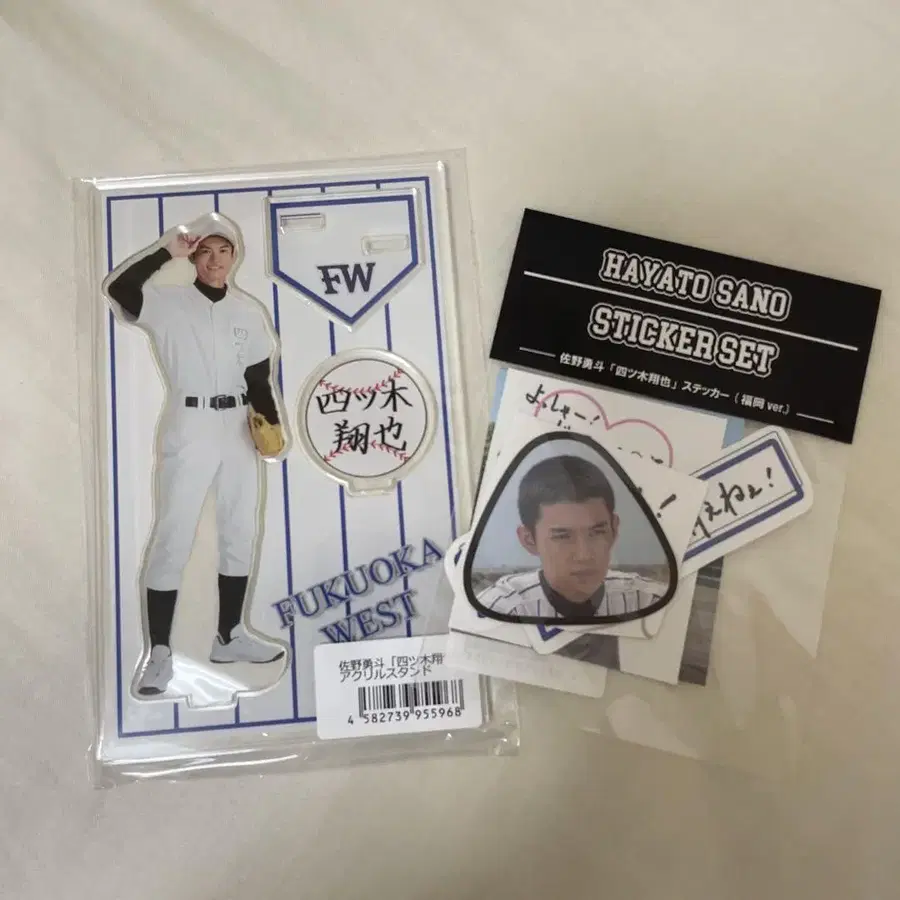 FW
四ツ木
翔也
FUKUOKA
WEST
佐野勇斗「四ツ木翔
アクリルスタンド
4 582739 955968
HAYATO SANO
STICKER SET
佐野勇斗「四ツ木翔也」ステッカー(福岡 ver.)
よっしゃー!